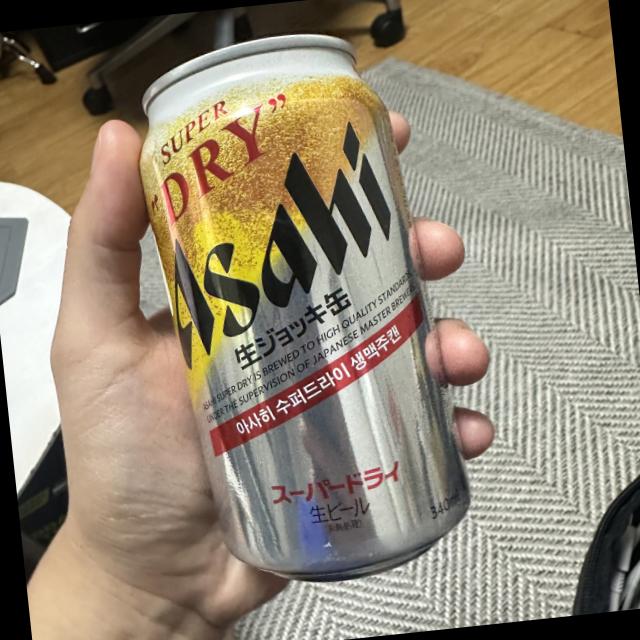 SUPER
"DRY"
Asahi
生ジョッキ缶
ASAHI SUPER DRY IS BREWED TO HIGH QUALITY STANDARDS
UNDER THE SUPERVISION OF JAPANESE MASTER BREWERS
아사히 수퍼드라이 생맥주캔
スーパードライ
生ビール
340ml